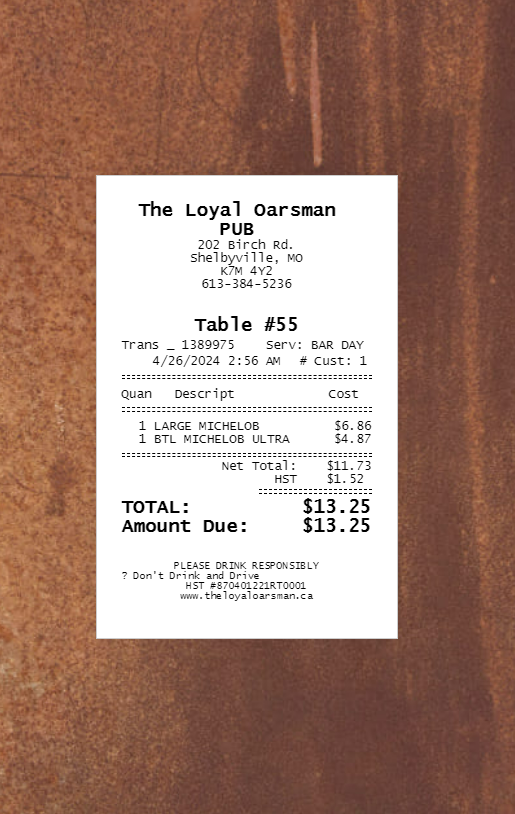 The Loyal Oarsman
PUB
202 Birch Rd.
Shelbyville, MO
K7M 4Y2
613-384-5236
Table #55
Trans _ 1389975 Serv: BAR DAY
4/26/2024 2:56 AM # Cust: 1
Quan Descript Cost
1 LARGE MICHELOB $6.86
1 BTL MICHELOB ULTRA $4.87
Net Total: $11.73
HST $1.52
TOTAL: $13.25
Amount Due: $13.25
PLEASE DRINK RESPONSIBLY
? Don't Drink and Drive
HST #870401221RT0001
www.theloyaloarsman.ca